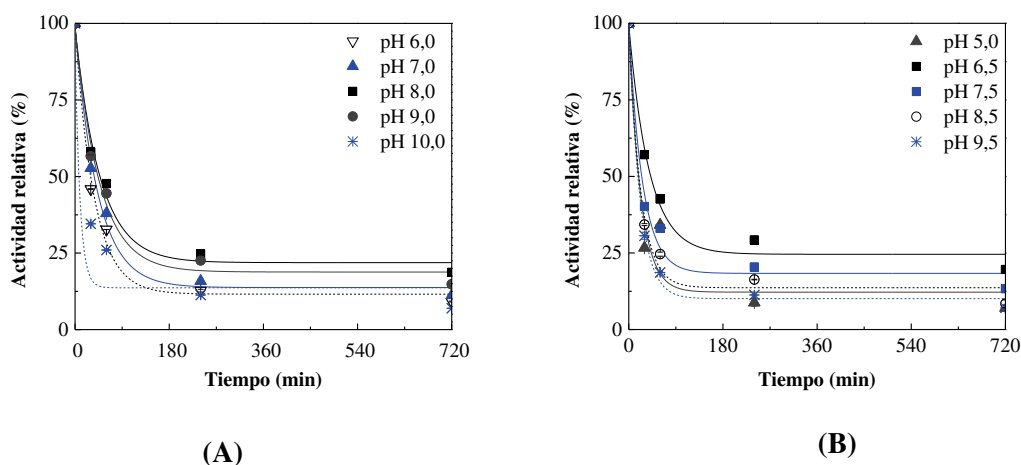 100
75
50
25
0
Actividad relativa (%)
pH 6,0
pH 7,0
pH 8,0
pH 9,0
pH 10,0
0 180 360 540 720
Tiempo (min)
(A)
100
75
50
25
0
Actividad relativa (%)
pH 5,0
pH 6,5
pH 7,5
pH 8,5
pH 9,5
0 180 360 540 720
Tiempo (min)
(B)